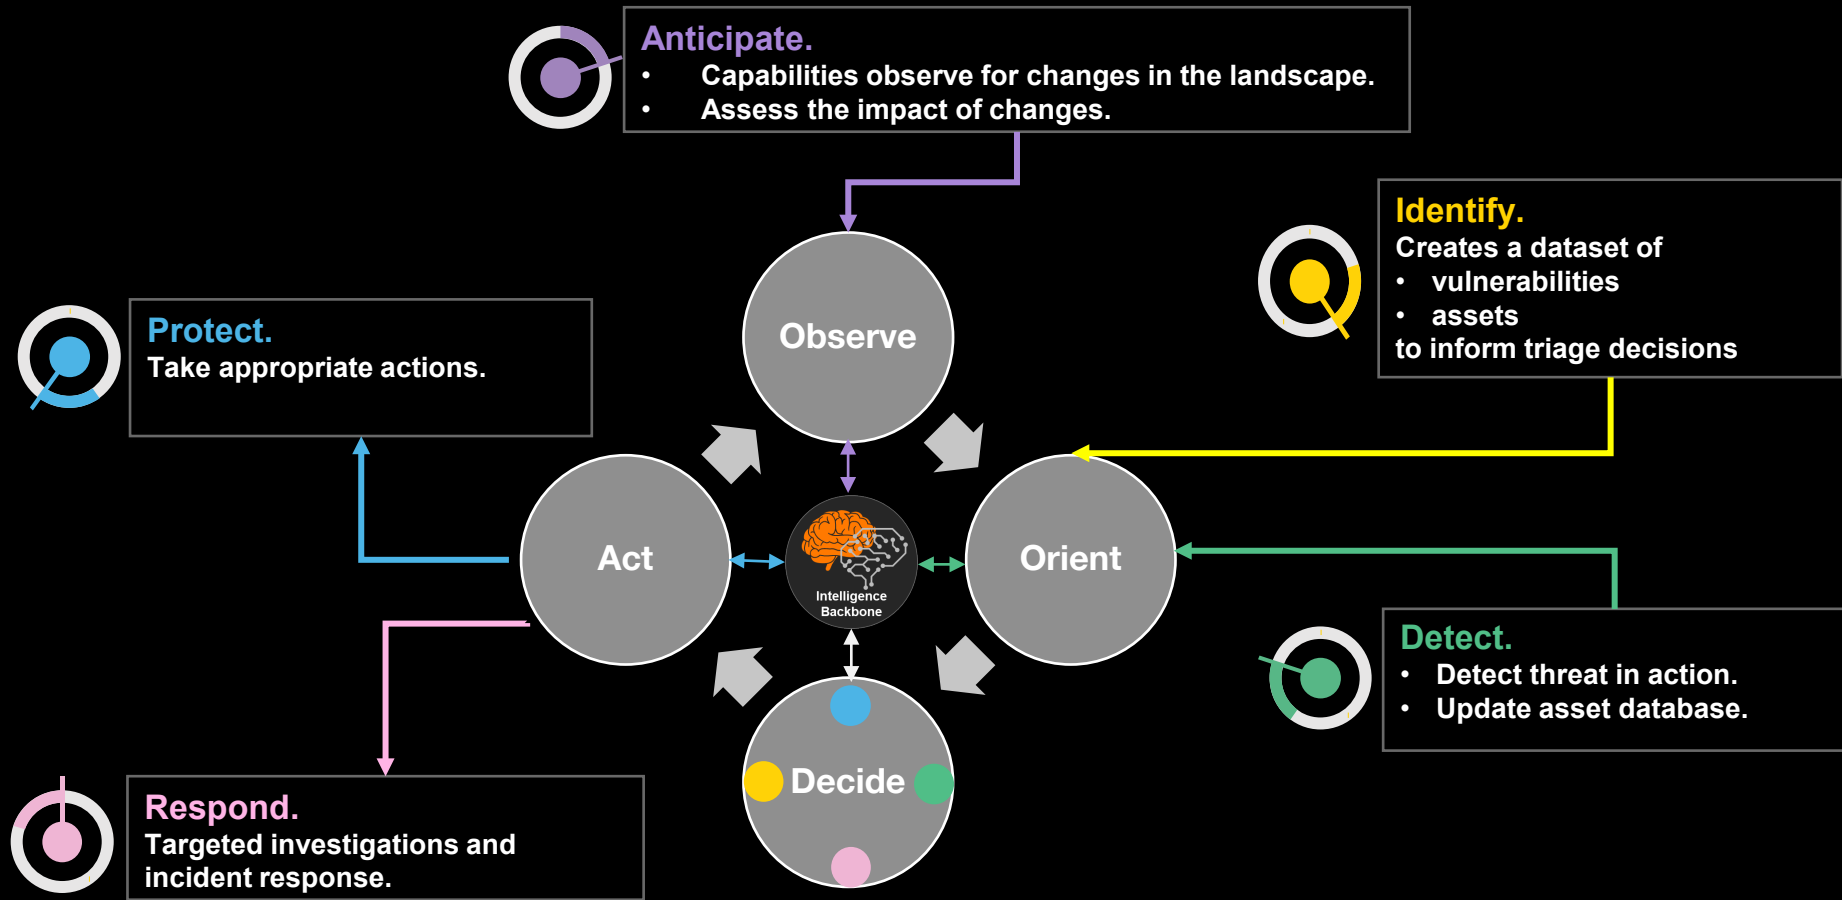 Anticipate.
• Capabilities observe for changes in the landscape.
• Assess the impact of changes.
Identify.
Creates a dataset of
• vulnerabilities
• assets
to inform triage decisions
Protect.
Take appropriate actions.
Observe
Act
Intelligence
Backbone
Orient
Detect.
• Detect threat in action.
• Update asset database.
Decide
Respond.
Targeted investigations and
incident response.